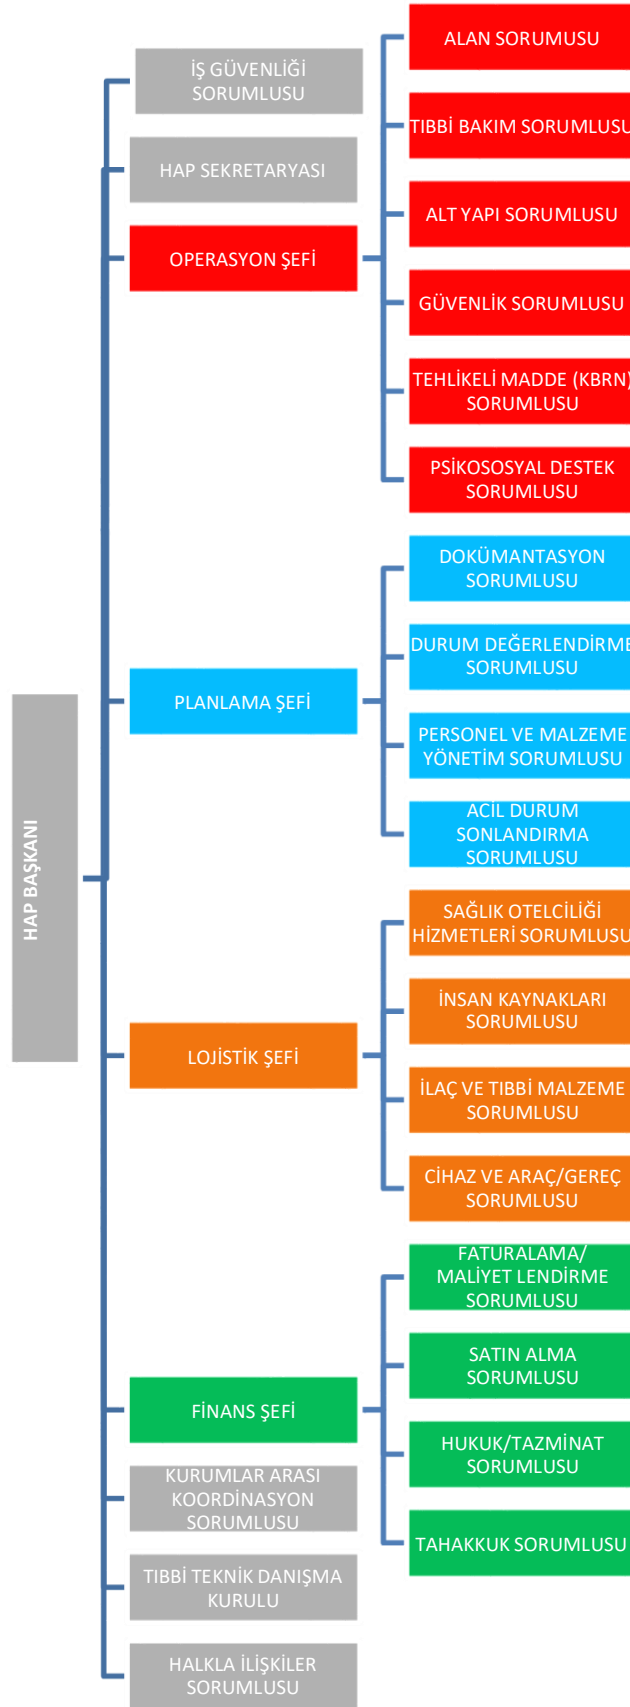 HAP BAŞKANI
İŞ GÜVENLİĞİ
SORUMLUSU
HAP SEKRETARYASI
OPERASYON ŞEFİ
ALAN SORUMUSU
TIBBİ BAKIM SORUMLUSU
ALT YAPI SORUMLUSU
GÜVENLİK SORUMLUSU
TEHLİKELİ MADDE (KBRN)
SORUMLUSU
PSİKOSOSYAL DESTEK
SORUMLUSU
PLANLAMA ŞEFİ
DOKÜMANTASYON
SORUMLUSU
DURUM DEĞERLENDİRME
SORUMLUSU
PERSONEL VE MALZEME
YÖNETİM SORUMLUSU
ACİL DURUM
SONLANDIRMA
SORUMLUSU
LOJİSTİK ŞEFİ
SAĞLIK OTELCİLİĞİ
HİZMETLERİ SORUMLUSU
İNSAN KAYNAKLARI
SORUMLUSU
İLAÇ VE TIBBİ MALZEME
SORUMLUSU
CİHAZ VE ARAÇ/GEREÇ
SORUMLUSU
FİNANS ŞEFİ
FATURALAMA/
MALİYET LENDİRME
SORUMLUSU
SATIN ALMA
SORUMLUSU
HUKUK/TAZMİNAT
SORUMLUSU
TAHAKKUK SORUMLUSU
KURUMLAR ARASI
KOORDİNASYON
SORUMLUSU
TIBBİ TEKNİK DANIŞMA
KURULU
HALKLA İLİŞKİLER
SORUMLUSU